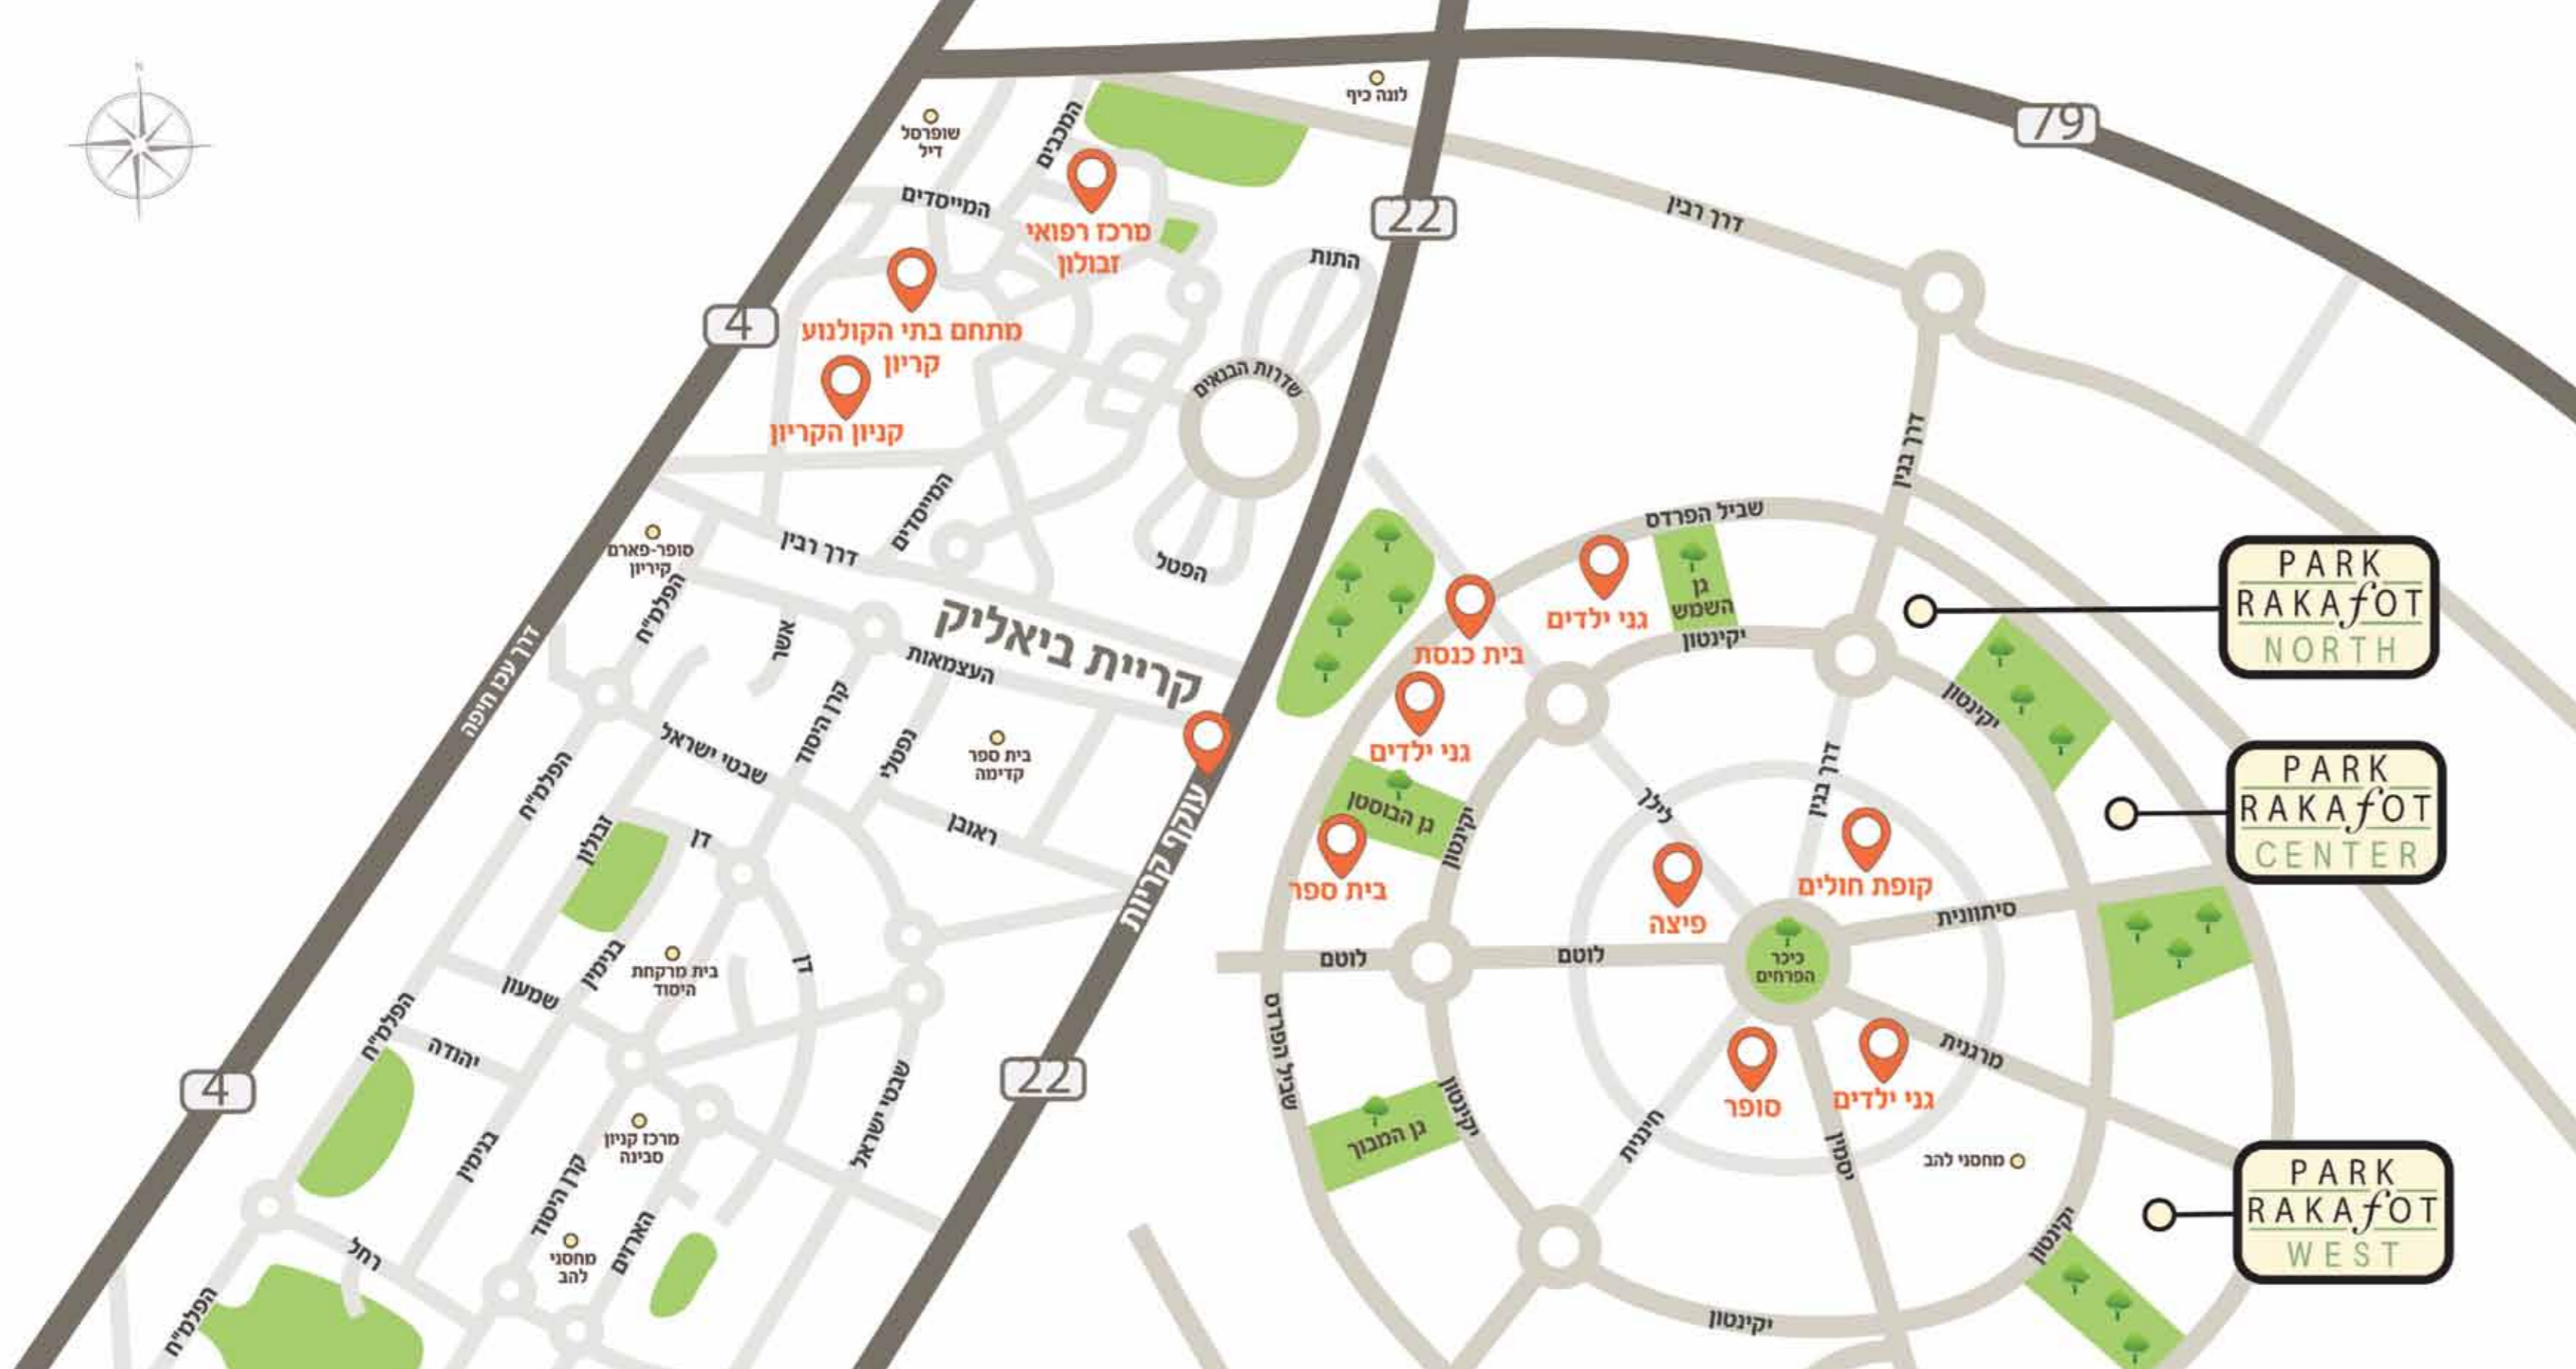 N
לונה כיף
שופרסל
דיל
המכבים
79
המייסדים
מרכז רפואי
זבולון
22
דרך רבין
התות
4
מתחם בתי הקולנוע
קריון
קניון הקריון
שדרות הבנאים
דרך בגין
סופר-פארם
קיריון
המייסדים
דרך רבין
הפטל
שביל הפרדס
גני ילדים
גן
השמש
יקינטון
בית כנסת
גני ילדים
PARK
RAKAfOT
NORTH
הפלמ"ח
אשר
העצמאות
קריית ביאליק
דרך עכו חיפה
קרן היסוד
נפטלי
בית ספר
קדימה
שבטי ישראל
הפלמ"ח
ראובן
עוקף קריות
יקינטון
PARK
RAKAfOT
CENTER
גן הבוסטן
בית ספר
יקינטון
לילך
דרך בגין
קופת חולים
פיצה
זבולון
דן
בנימין
בית מרקחת
היסוד
דן
שמעון
לוטם
לוטם
כיכר
הפרחים
סיתוונית
הפלמ"ח
יהודה
4
22
שביל הפרדס
גן המבוך
יקינטון
חיננית
סופר
גני ילדים
מרגנית
יסמין
מחסני להב
שבטי ישראל
מרכז קניון
סבינה
בנימין
קרן היסוד
הארזים
מחסני
להב
רחל
הפלמ"ח
יקינטון
יקינטון
PARK
RAKAfOT
WEST